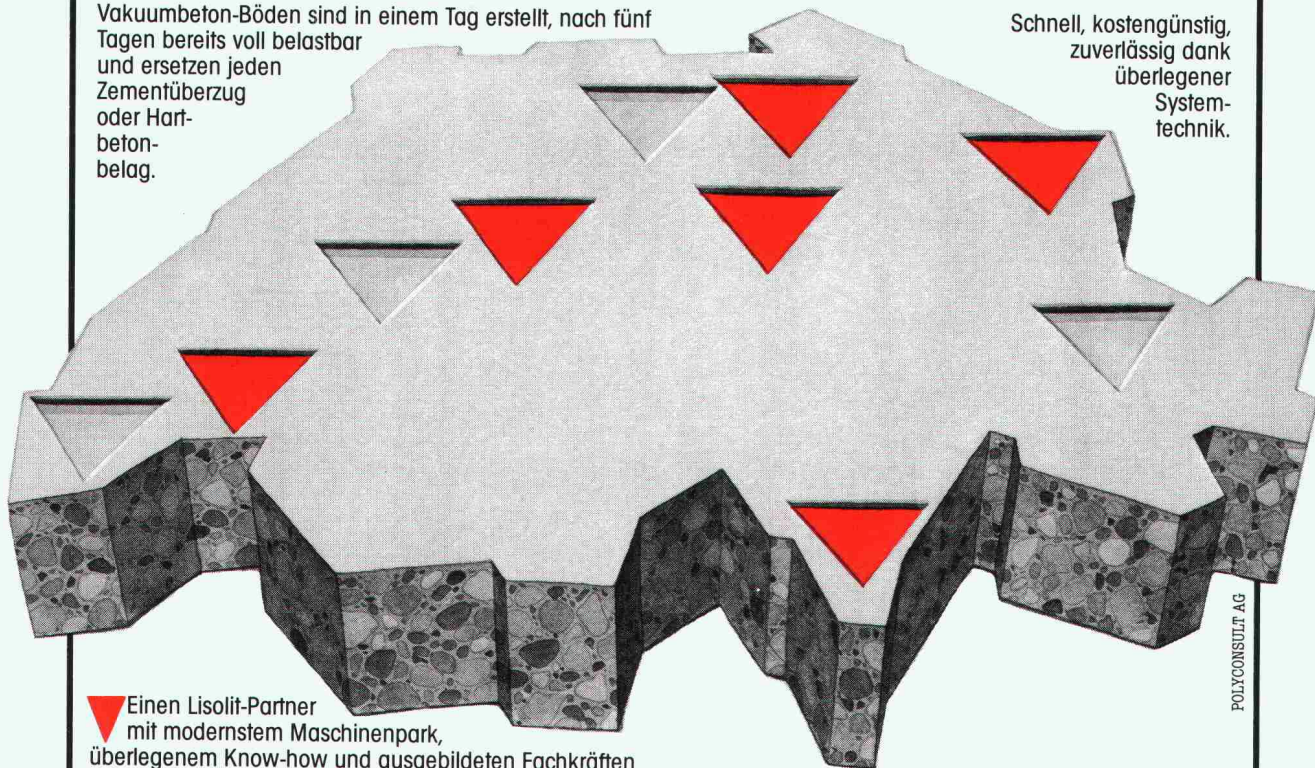 Vakuumbeton-Böden sind in einem Tag erstellt, nach fünf
Tagen bereits voll belastbar
und ersetzen jeden
Zementüberzug
oder Hart-
beton-
belag.
Schnell, kostengünstig,
zuverlässig dank
überlegener
System-
technik.
POLYCONSULT AG
Einen Lisolit-Partner
mit modernstem Maschinenpark,
überlegenem Know-how und ausgebildeten Fachkräften